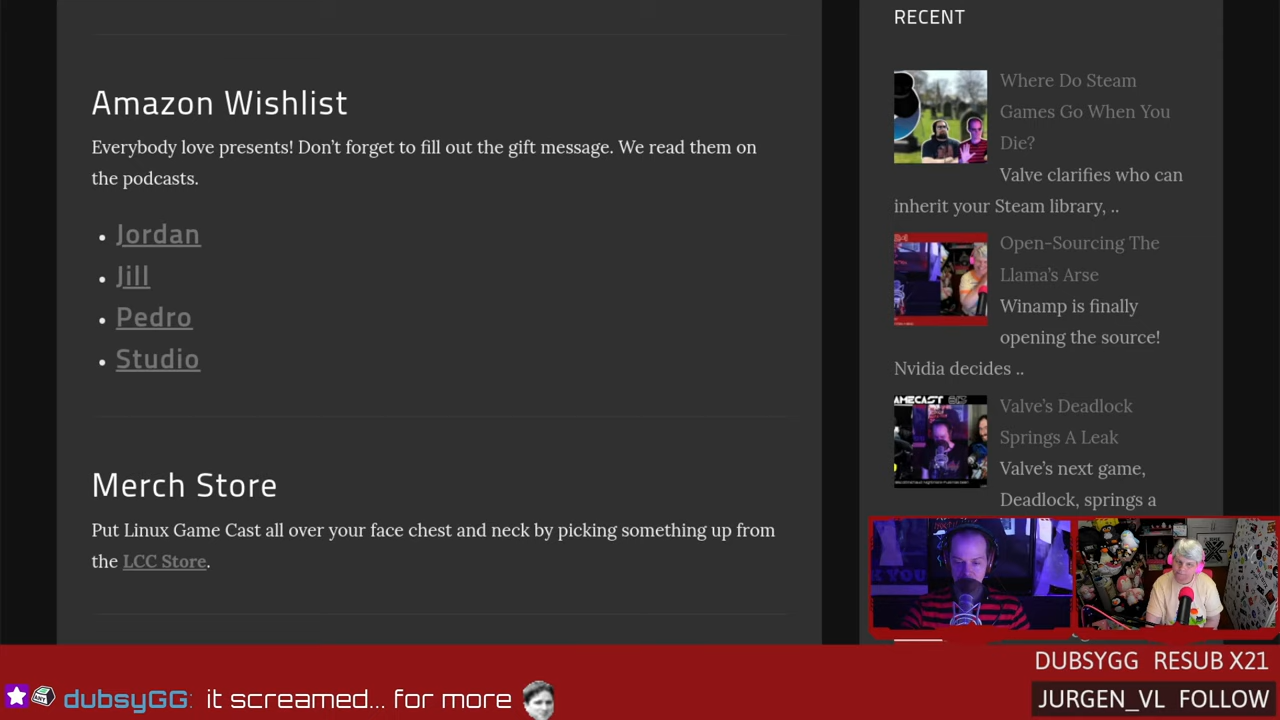 Amazon Wishlist
Everybody love presents! Don't forget to fill out the gift message. We read them on
the podcasts.
Jordan
Jill
Pedro
Studio
Merch Store
Put Linux Game Cast all over your face chest and neck by picking something up from
the LCC Store.
RECENT
Where Do Steam
Games Go When You
Die?
Valve clarifies who can
inherit your Steam library, ..
Open-Sourcing The
Llama's Arse
Winamp is finally
opening the source!
Nvidia decides ..
Valve's Deadlock
Springs A Leak
Valve's next game,
Deadlock, springs a
dubsyGG: it screamed... for more
DUBSYGG RESUB X21
JURGEN_VL FOLLOW